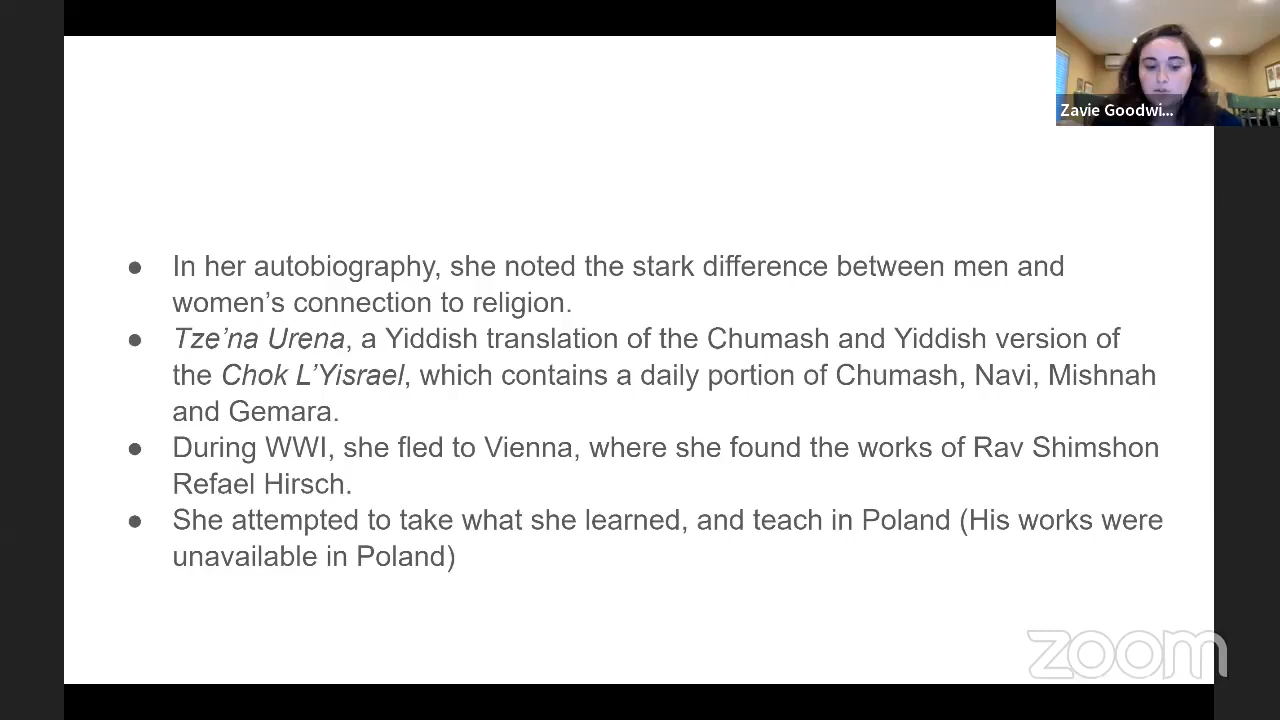 Zavie Goodwi...
● In her autobiography, she noted the stark difference between men and
women’s connection to religion.
● Tze’na Urena, a Yiddish translation of the Chumash and Yiddish version of
the Chok L’Yisrael, which contains a daily portion of Chumash, Navi, Mishnah
and Gemara.
● During WWI, she fled to Vienna, where she found the works of Rav Shimshon
Refael Hirsch.
● She attempted to take what she learned, and teach in Poland (His works were
unavailable in Poland)
zoom